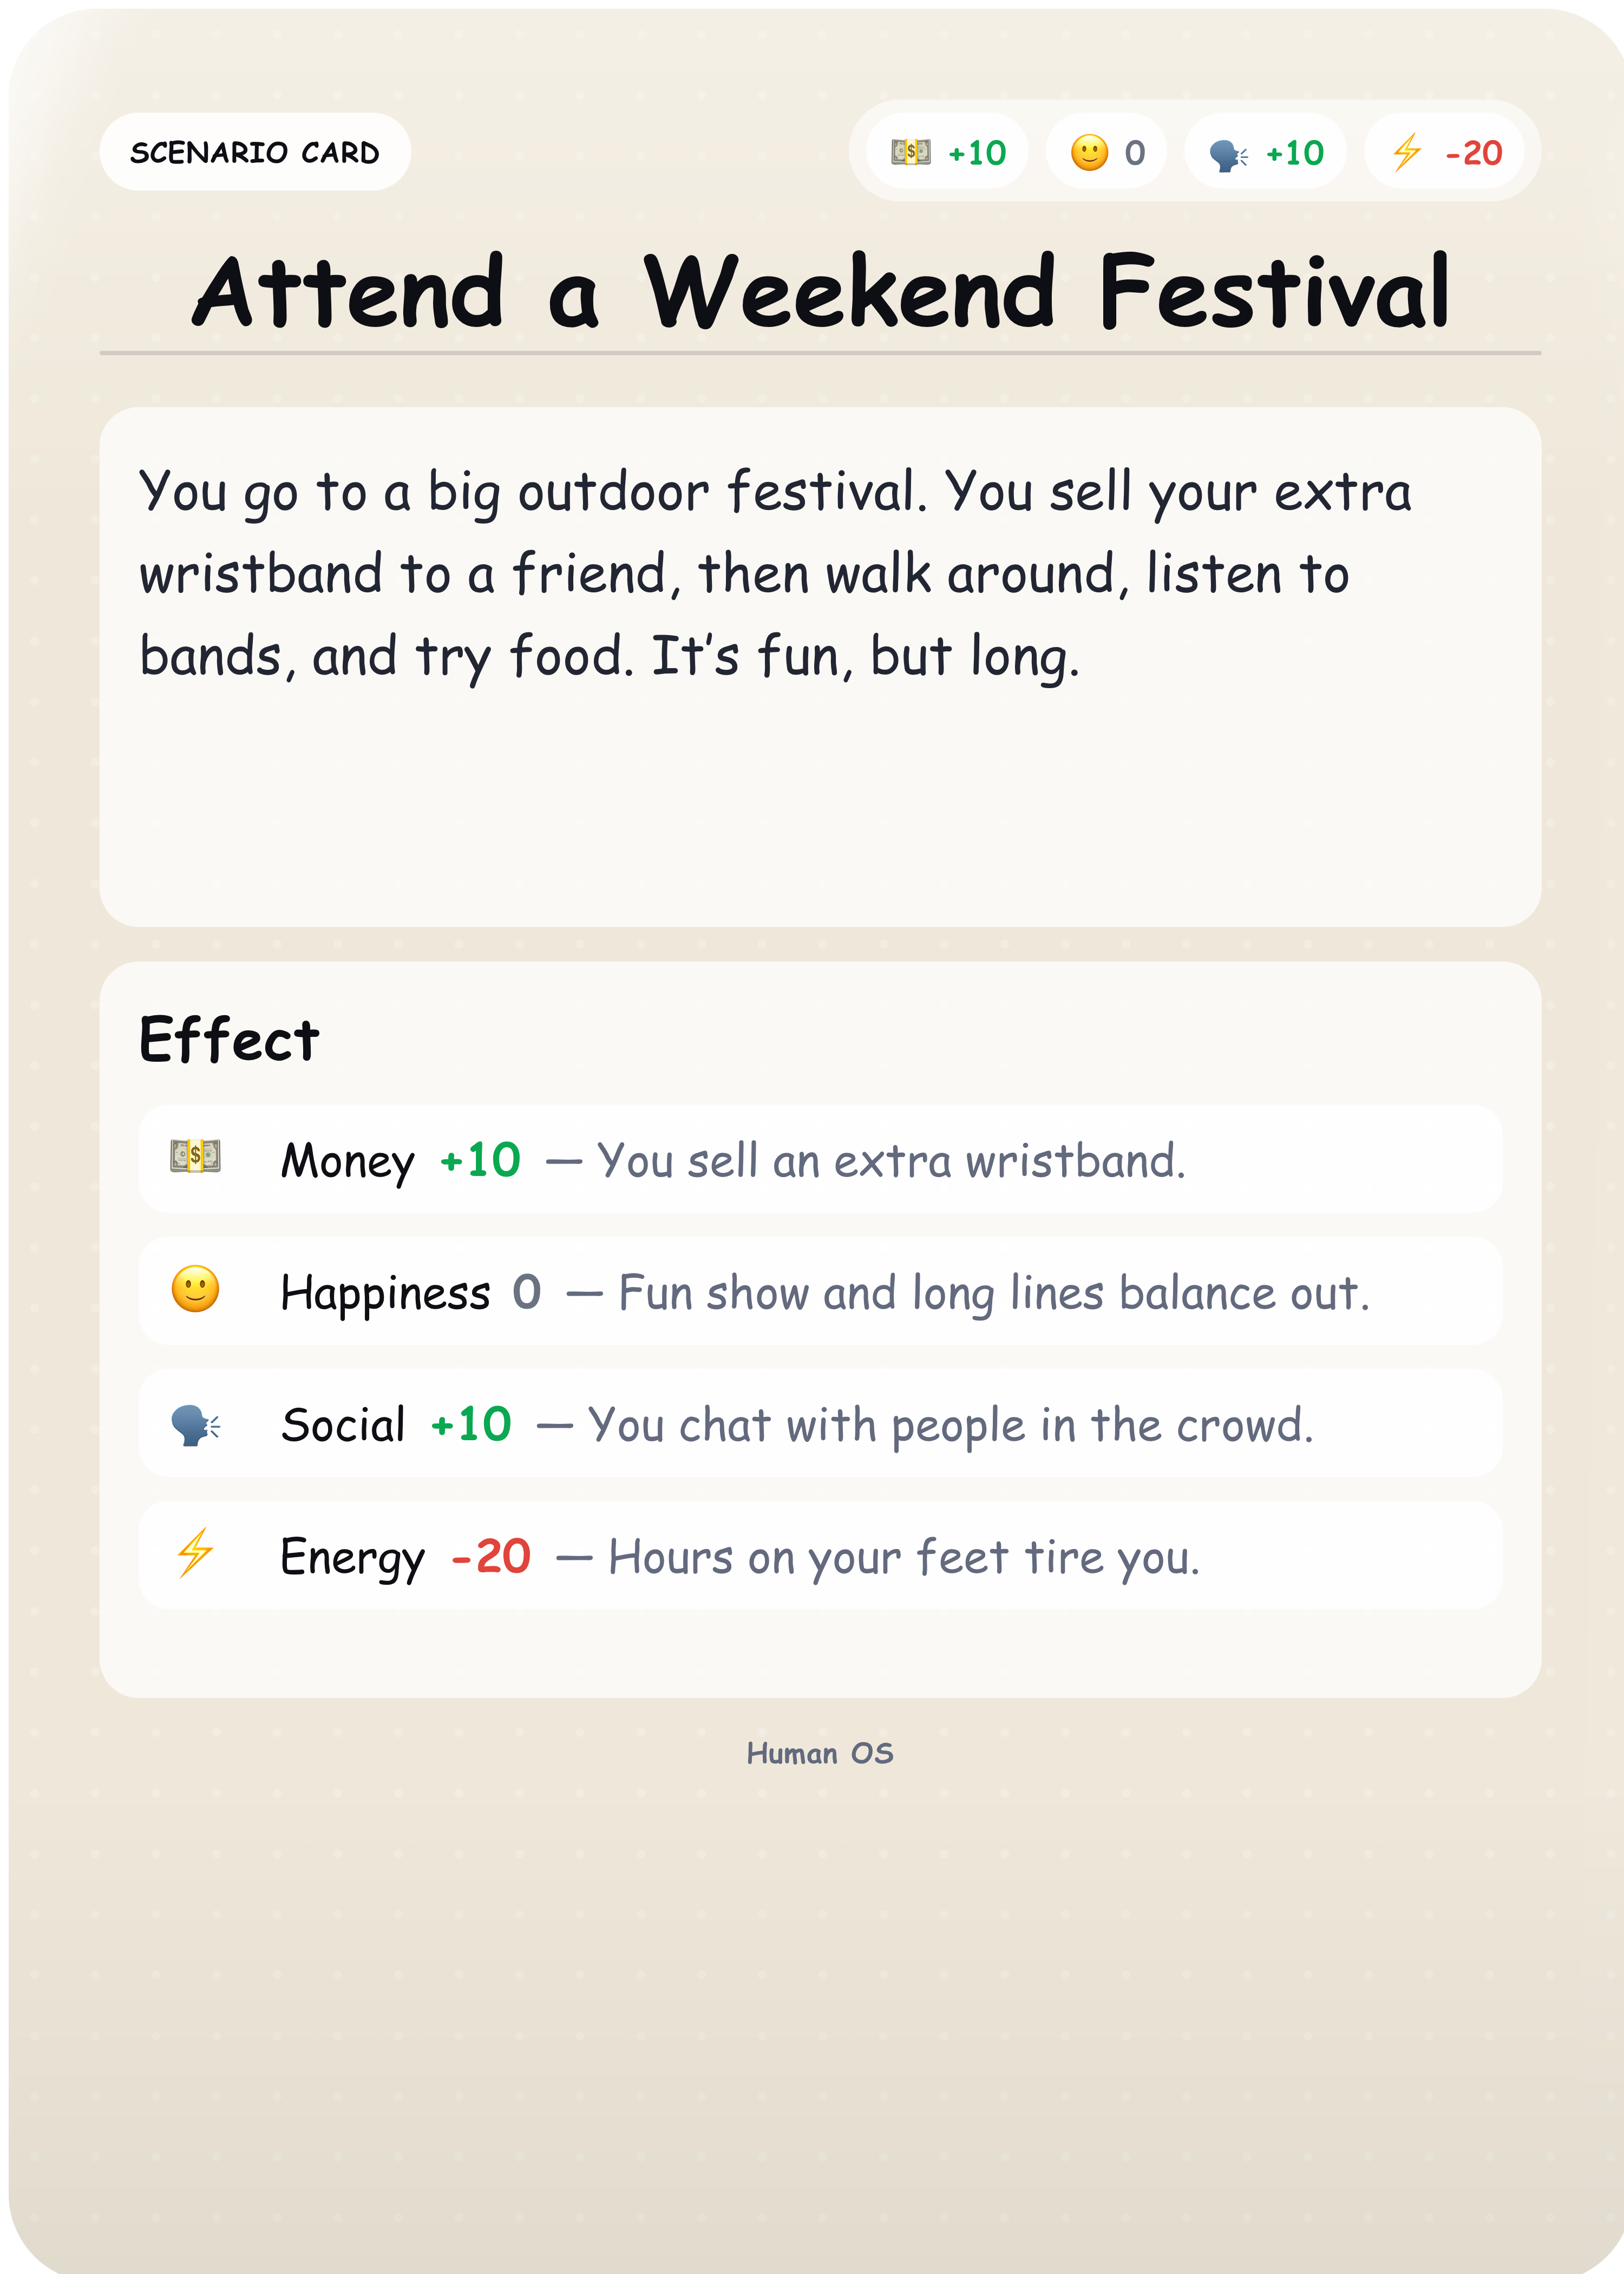 SCENARIO CARD
💵 +10 🙂 0 🗣️ +10 ⚡ -20
Attend a Weekend Festival
You go to a big outdoor festival. You sell your extra
wristband to a friend, then walk around, listen to
bands, and try food. It’s fun, but long.
Effect
💵 Money +10 — You sell an extra wristband.
🙂 Happiness 0 — Fun show and long lines balance out.
🗣️ Social +10 — You chat with people in the crowd.
⚡ Energy -20 — Hours on your feet tire you.
Human OS